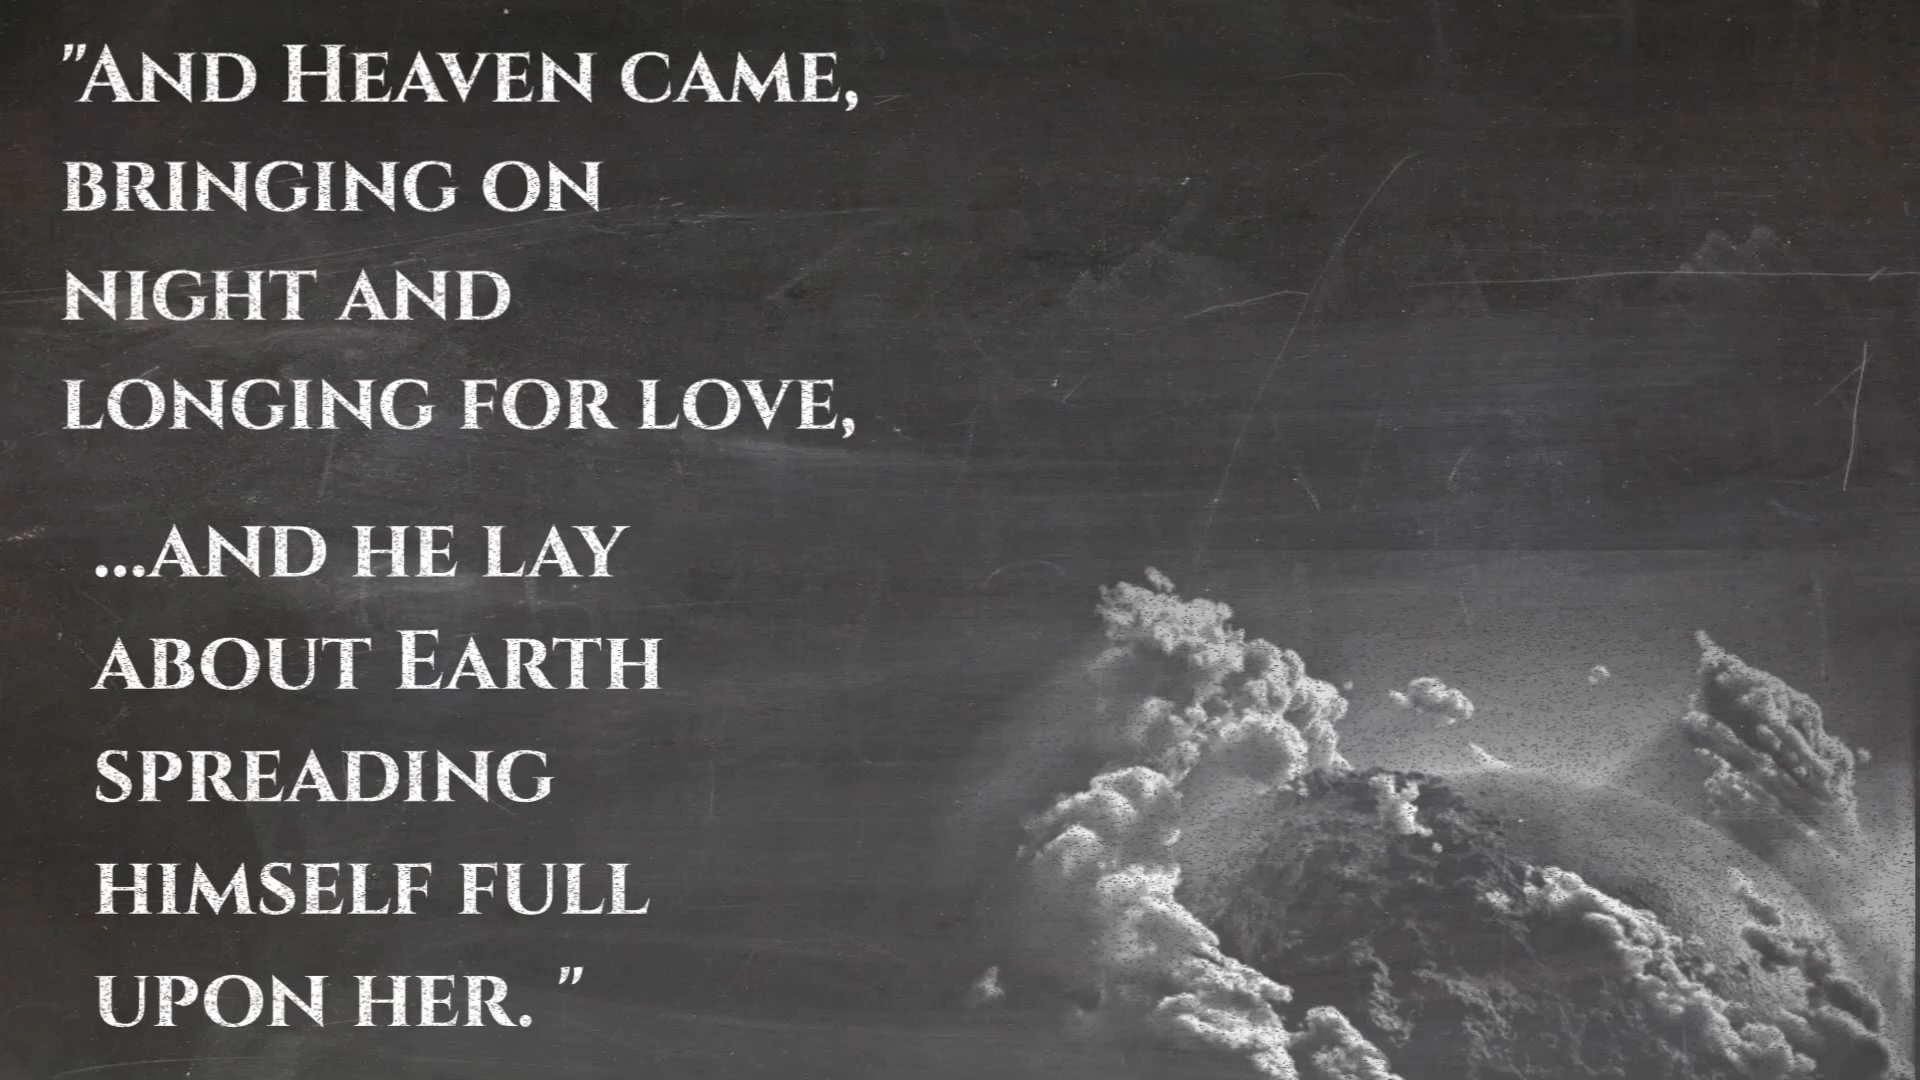 "And Heaven came,
bringing on
night and
longing for love,
...and he lay
about Earth
spreading
himself full
upon her. "